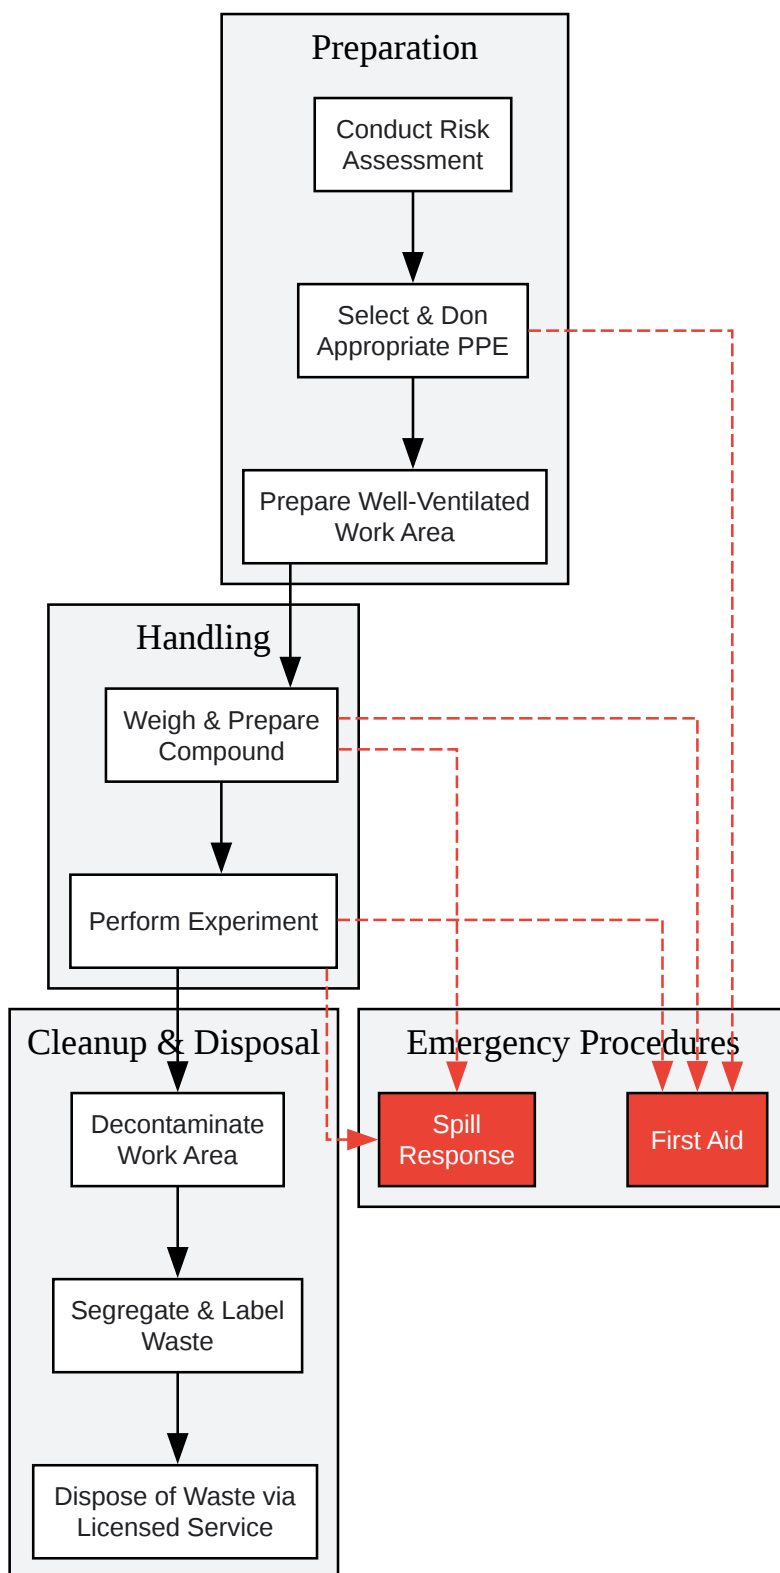 Preparation
Conduct Risk
Assessment
Select & Don
Appropriate PPE
Prepare Well-Ventilated
Work Area
Handling
Weigh & Prepare
Compound
Perform Experiment
Cleanup & Disposal
Decontaminate
Work Area
Segregate & Label
Waste
Dispose of Waste via
Licensed Service
Emergency Procedures
Spill
Response
First Aid